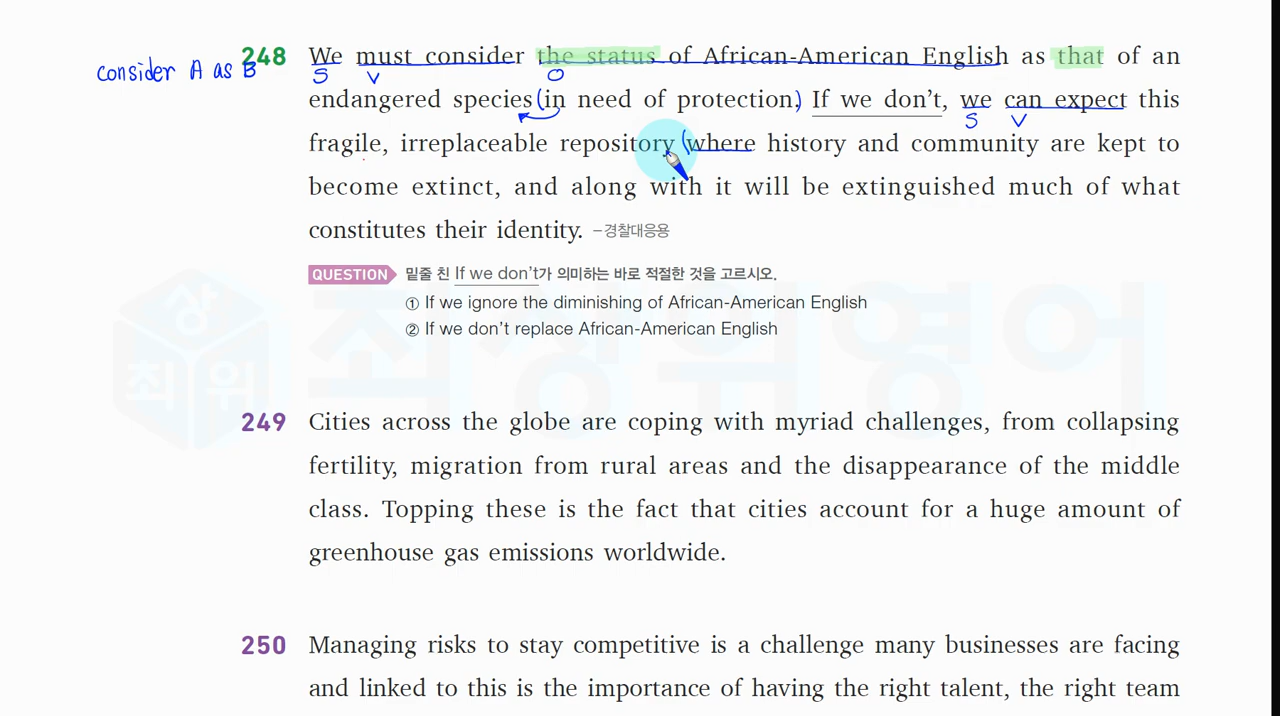 consider A as B
248 We must consider the status of African-American English as that of an
S V O
endangered species (in need of protection.) If we don't, we can expect this
S V
fragile, irreplaceable repository (where history and community are kept to
become extinct, and along with it will be extinguished much of what
constitutes their identity. –경찰대응용
QUESTION 밑줄 친 If we don't가 의미하는 바로 적절한 것을 고르시오.
① If we ignore the diminishing of African-American English
② If we don't replace African-American English
상
최 위 최상위영어
249 Cities across the globe are coping with myriad challenges, from collapsing
fertility, migration from rural areas and the disappearance of the middle
class. Topping these is the fact that cities account for a huge amount of
greenhouse gas emissions worldwide.
250 Managing risks to stay competitive is a challenge many businesses are facing
and linked to this is the importance of having the right talent, the right team